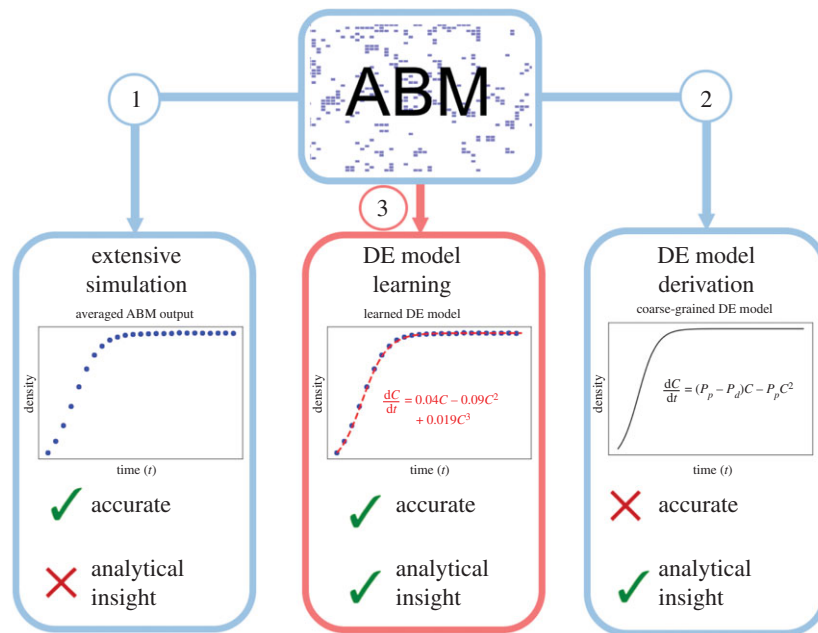 ABM
1
2
3
extensive
simulation
averaged ABM output
density
time (t)
✓ accurate
✗ analytical
insight
DE model
learning
learned DE model
density
dC/dt = 0.04C – 0.09C²
+ 0.019C³
time (t)
✓ accurate
✓ analytical
insight
DE model
derivation
coarse-grained DE model
density
dC/dt = (Pₚ – P_d)C – PₚC²
time (t)
✗ accurate
✓ analytical
insight